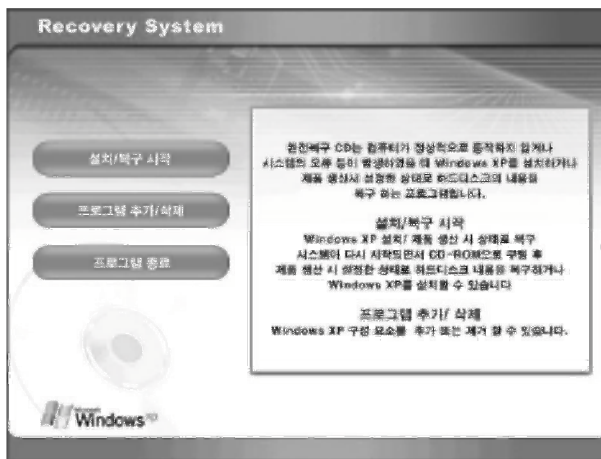 Recovery System
설치/복구 시작
프로그램 추가/삭제
프로그램 종료
완전복구 CD는 컴퓨터가 정상적으로 동작하지 않거나
시스템의 오류 등이 발생하였을 때 Windows XP를 설치하거나
제품 생산시 설정한 상태로 하드디스크의 내용을
복구 하는 프로그램입니다.
설치/복구 시작
Windows XP 설치/ 제품 생산 시 상태로 복구
시스템이 다시 시작되면서 CD-ROM으로 구동 후
제품 생산 시 설정한 상태로 하드디스크 내용을 복구하거나
Windows XP를 설치할 수 있습니다
프로그램 추가/ 삭제
Windows XP 구성 요소를 추가 또는 제거 할 수 있습니다.
Microsoft
Windows XP